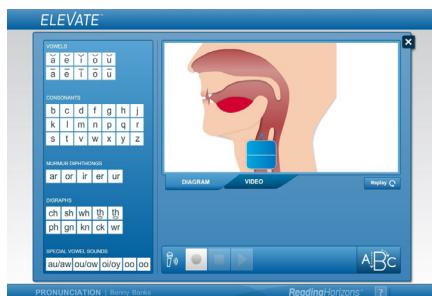 ELEVATE™
VOWELS
ă ĕ ĭ ŏ ŭ
ā ē ī ō ū
CONSONANTS
b c d f g h j
k l m n p q r
s t v w x y z
MURMUR DIPHTHONGS
ar or ir er ur
DIGRAPHS
ch sh wh th th
ph gn kn ck wr
SPECIAL VOWEL SOUNDS
au/aw ou/ow oi/oy oo oo
DIAGRAM
VIDEO
Replay
ABC
PRONUNCIATION | Benny Banks
ReadingHorizons
?